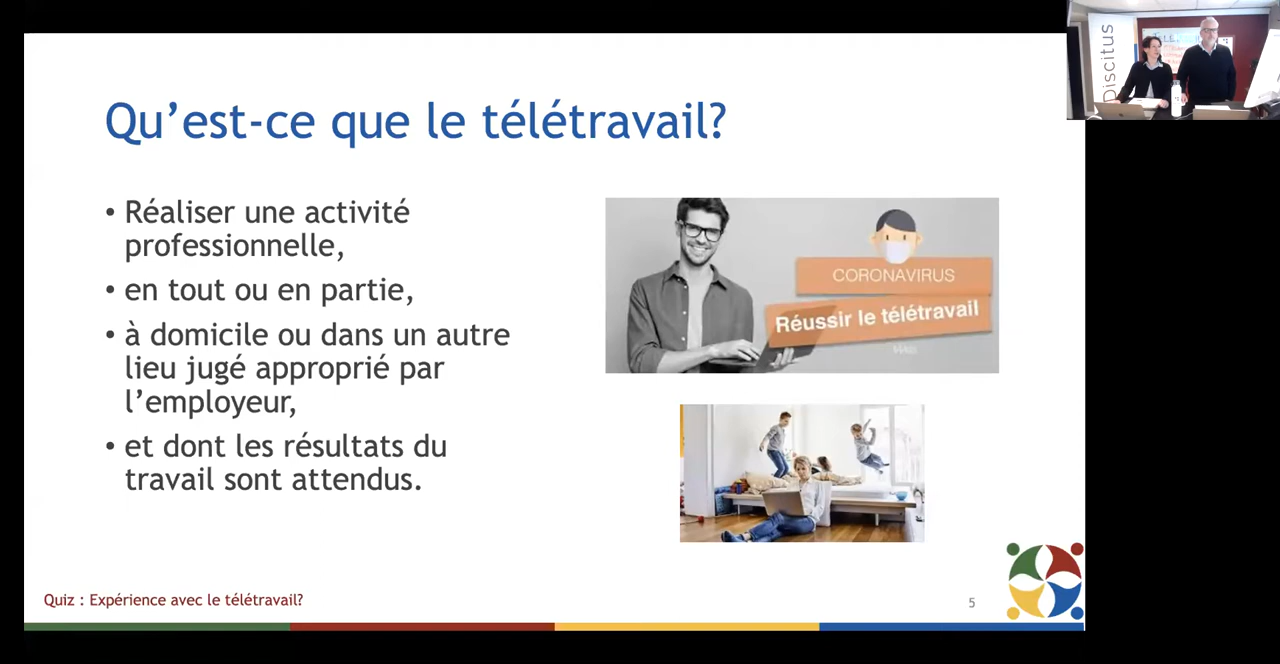 Qu’est-ce que le télétravail?
• Réaliser une activité
professionnelle,
• en tout ou en partie,
• à domicile ou dans un autre
lieu jugé approprié par
l’employeur,
• et dont les résultats du
travail sont attendus.
CORONAVIRUS
Réussir le télétravail
Quiz : Expérience avec le télétravail?
5
Discitus